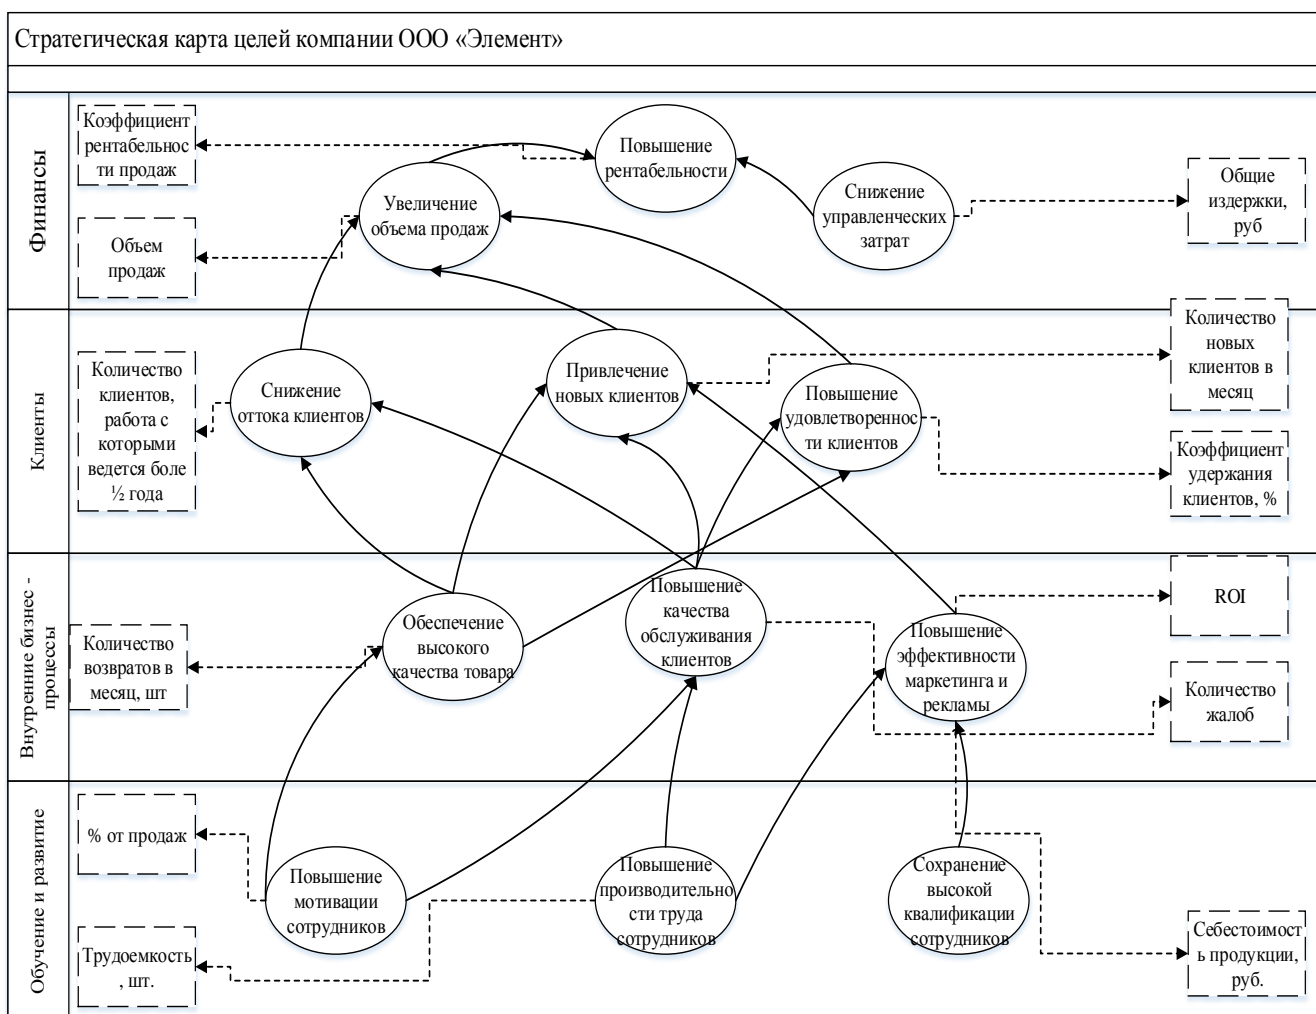 Стратегическая карта целей компании ООО «Элемент»
Финансы
Коэффициент
рентабельнос
ти продаж
Объем
продаж
Увеличение
объема продаж
Повышение
рентабельности
Снижение
управленческих
затрат
Общие
издержки,
руб
Клиенты
Количество
клиентов,
работа с
которыми
ведется боле
½ года
Снижение
оттока клиентов
Привлечение
новых клиентов
Повышение
удовлетвореннос
ти клиентов
Количество
новых
клиентов в
месяц
Коэффициент
удержания
клиентов, %
Внутренние бизнес -
процессы
Количество
возвратов в
месяц, шт
Обеспечение
высокого
качества товара
Повышение
качества
обслуживания
клиентов
Повышение
эффективности
маркетинга и
рекламы
ROI
Количество
жалоб
Обучение и развитие
% от продаж
Трудоемкость
, шт.
Повышение
мотивации
сотрудников
Повышение
производительно
сти труда
сотрудников
Сохранение
высокой
квалификации
сотрудников
Себестоимост
ь продукции,
руб.